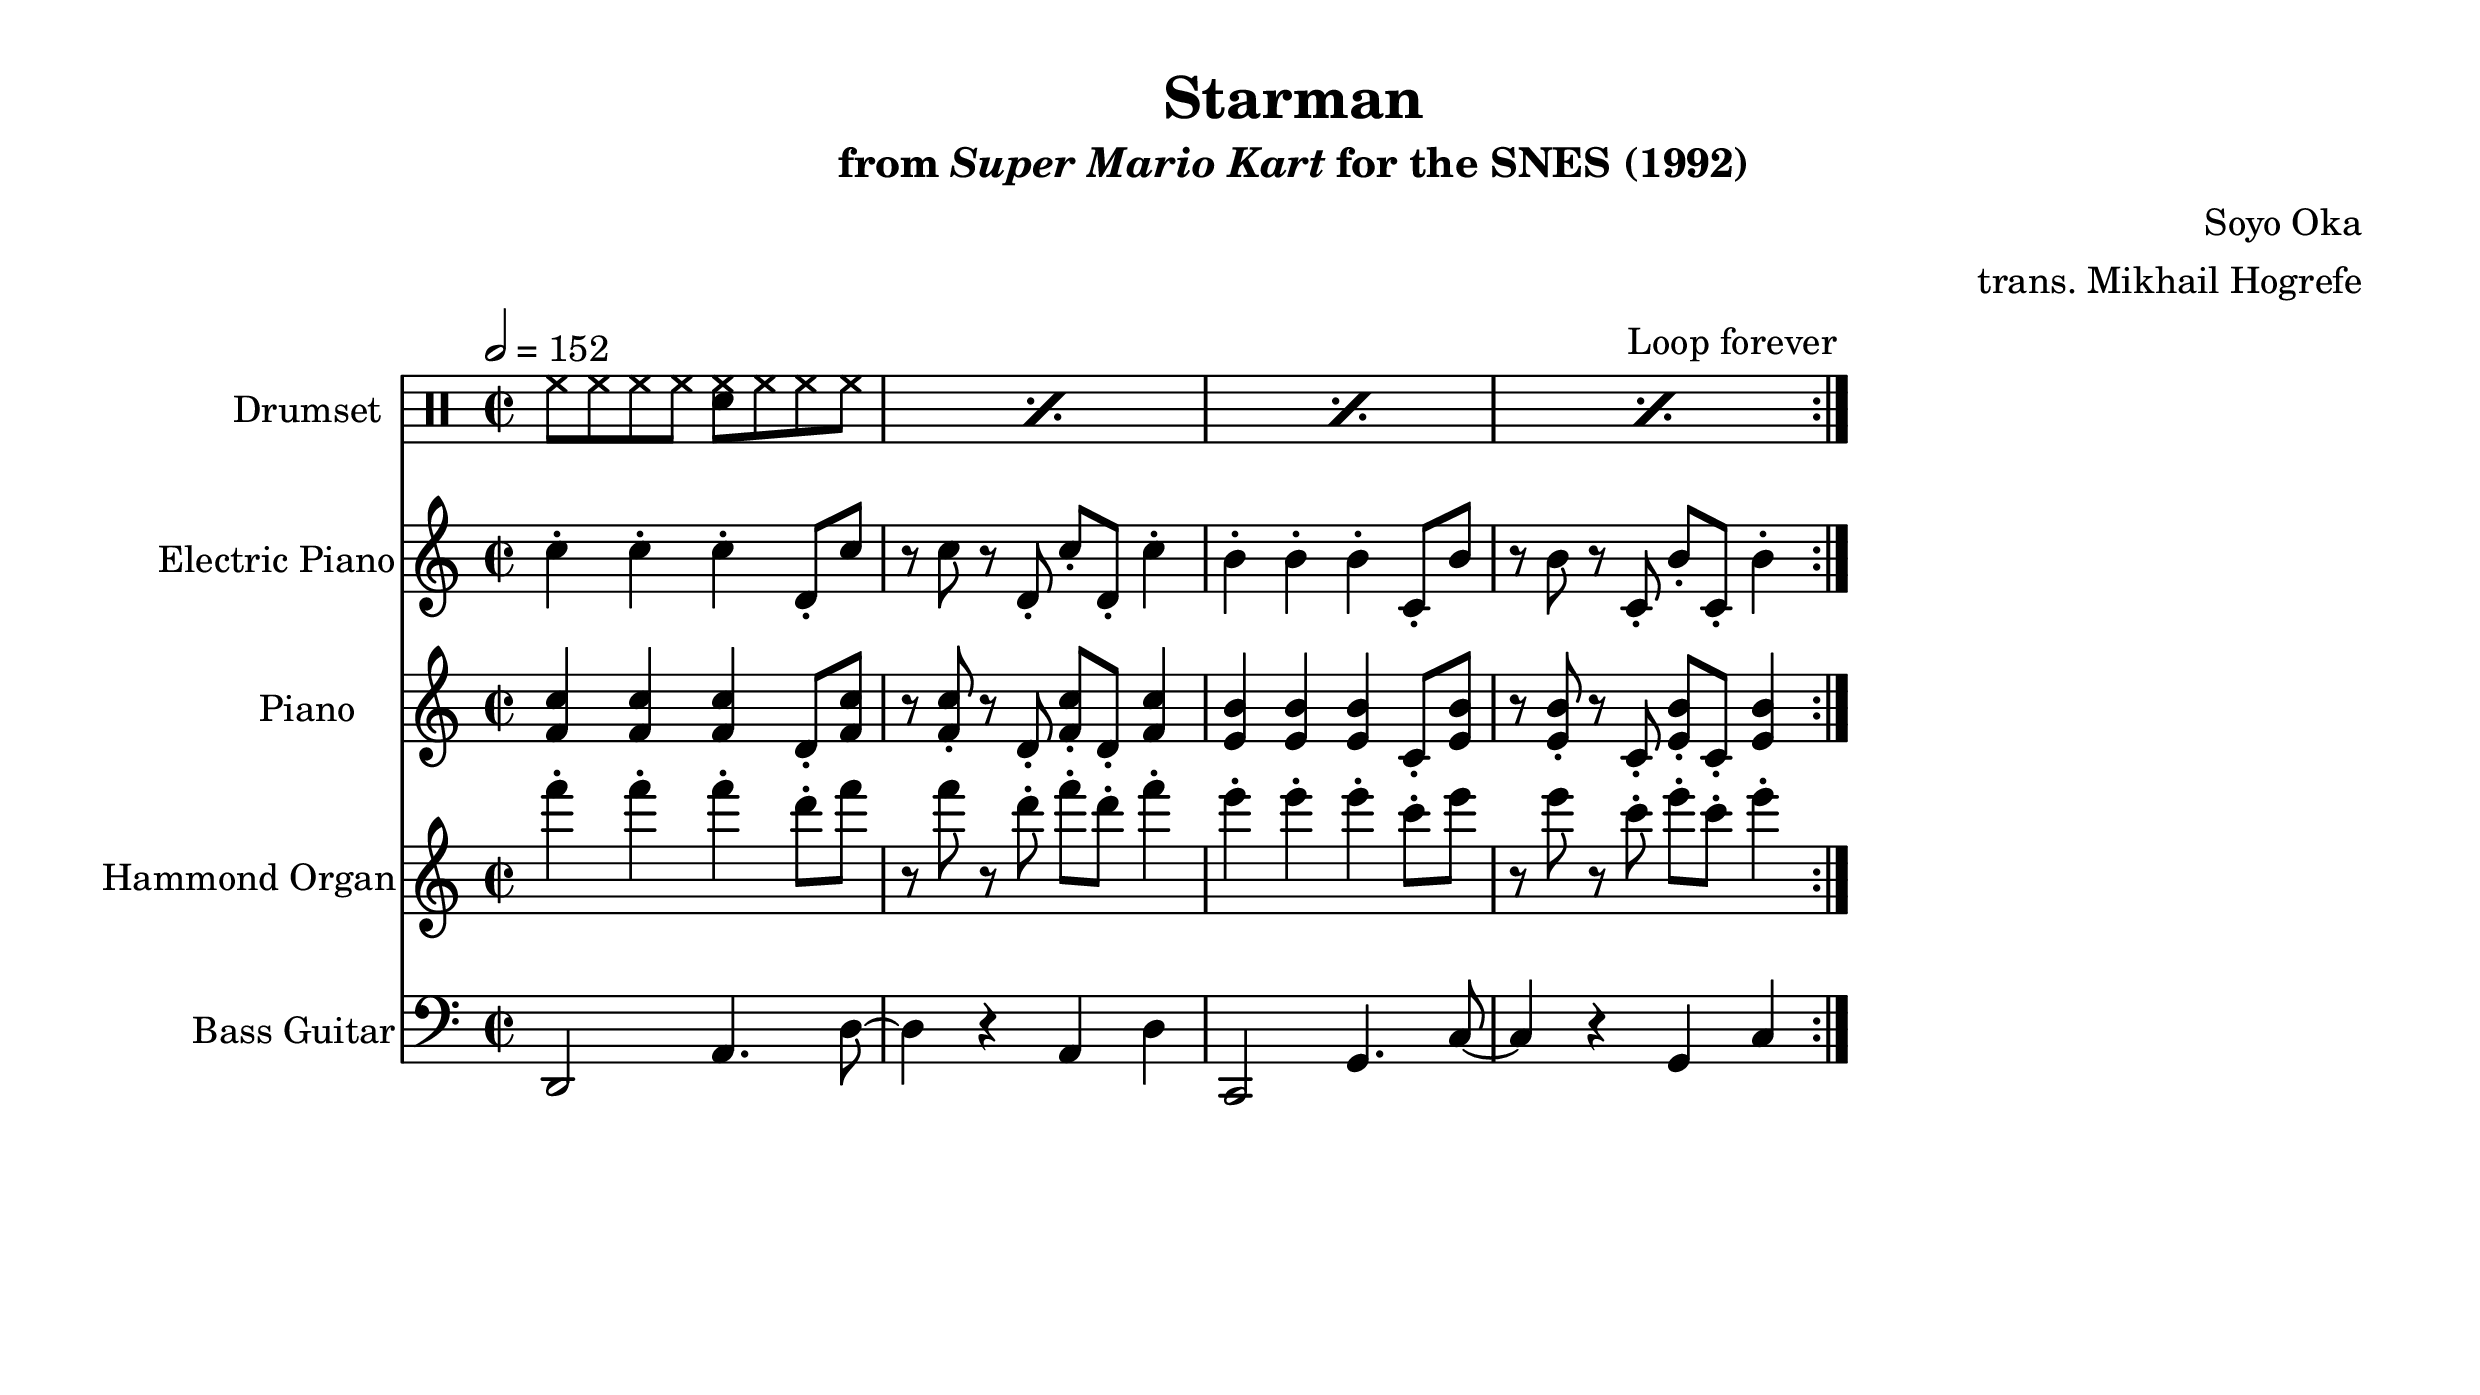 Starman
from Super Mario Kart for the SNES (1992)
Soyo Oka
trans. Mikhail Hogrefe
= 152
Loop forever
Drumset
Electric Piano
Piano
Hammond Organ
Bass Guitar